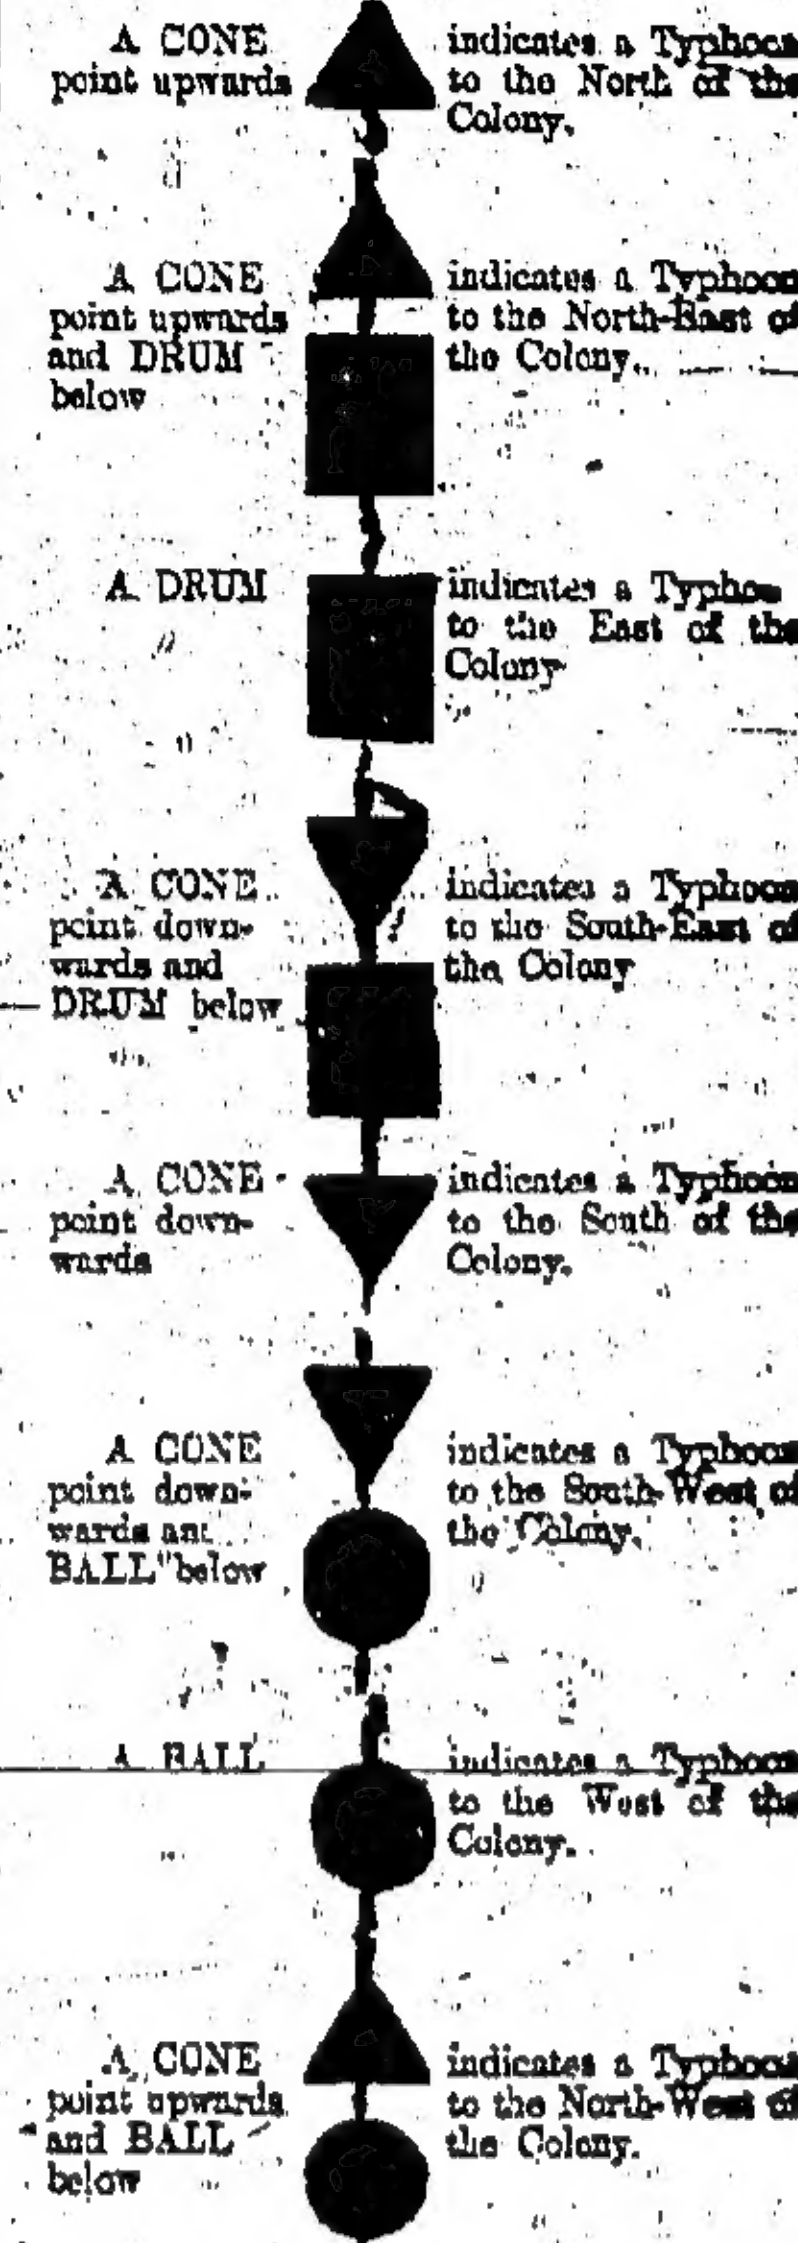 A CONE
point upwards
indicates a Typhoon
to the North of the
Colony.
A CONE
point upwards
and DRUM
below
indicates a Typhoon
to the North-East of
the Colony.
A DRUM
indicates a Typhoo
to the East of the
Colony
A CONE
point down-
wards and
DRUM below
indicates a Typhoon
to the South-East of
the Colony
A CONE
point down-
wards
indicates a Typhoon
to the South of the
Colony.
A CONE
point down-
wards and
BALL below
indicates a Typhoon
to the South-West of
the Colony.
A BALL
indicates a Typhoon
to the West of the
Colony.
A CONE
point upwards
and BALL
below
indicates a Typhoon
to the North-West of
the Colony.